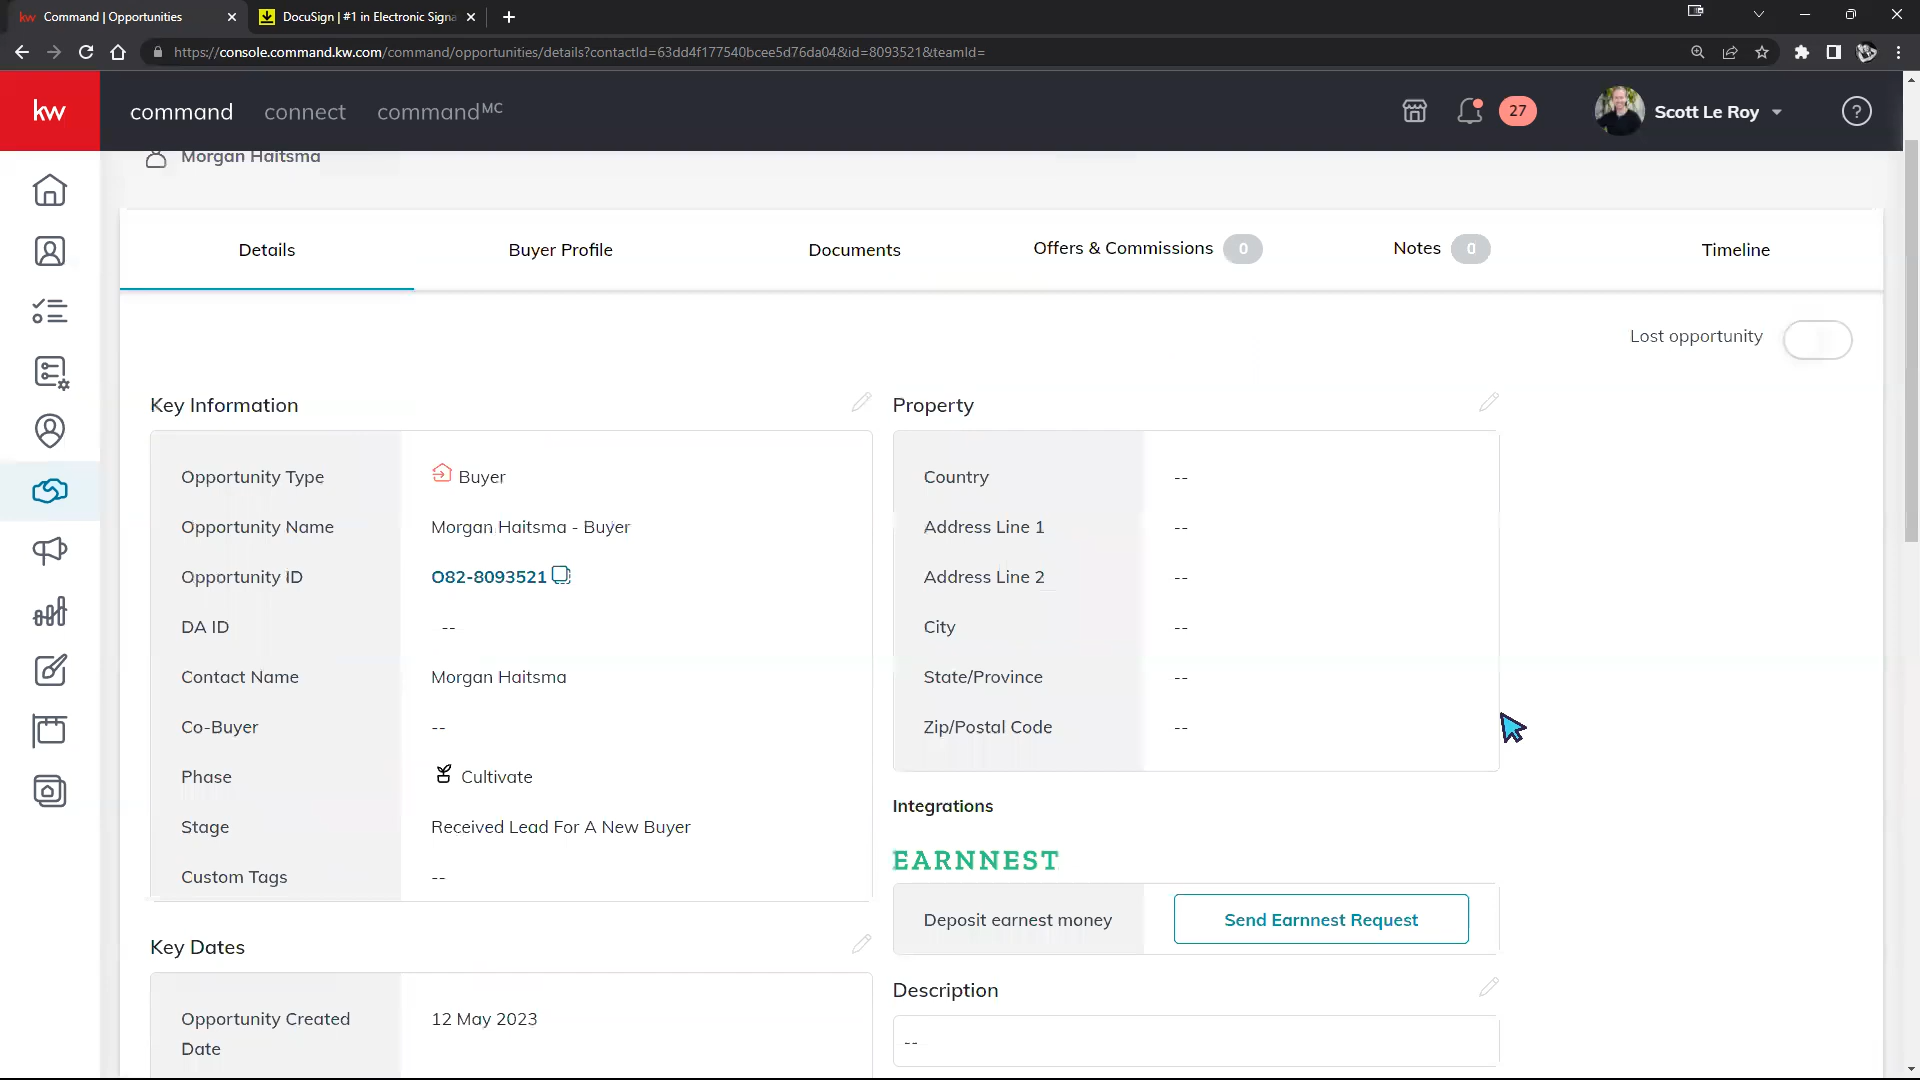 kw Command | Opportunities
DocuSign | #1 in Electronic Signa
https://console.command.kw.com/command/opportunities/details?contactId=63dd4f177540bcee5d76da04&id=8093521&teamId=
kw
command
connect
command MC
27
Scott Le Roy
?
Morgan Haitsma
Details
Buyer Profile
Documents
Offers & Commissions 0
Notes 0
Timeline
Lost opportunity
Key Information
Opportunity Type
Buyer
Opportunity Name
Morgan Haitsma - Buyer
Opportunity ID
O82-8093521
DA ID
--
Contact Name
Morgan Haitsma
Co-Buyer
--
Phase
Cultivate
Stage
Received Lead For A New Buyer
Custom Tags
--
Key Dates
Opportunity Created
Date
12 May 2023
Property
Country
--
Address Line 1
--
Address Line 2
--
City
--
State/Province
--
Zip/Postal Code
--
Integrations
EARNNEST
Deposit earnest money
Send Earnnest Request
Description
--